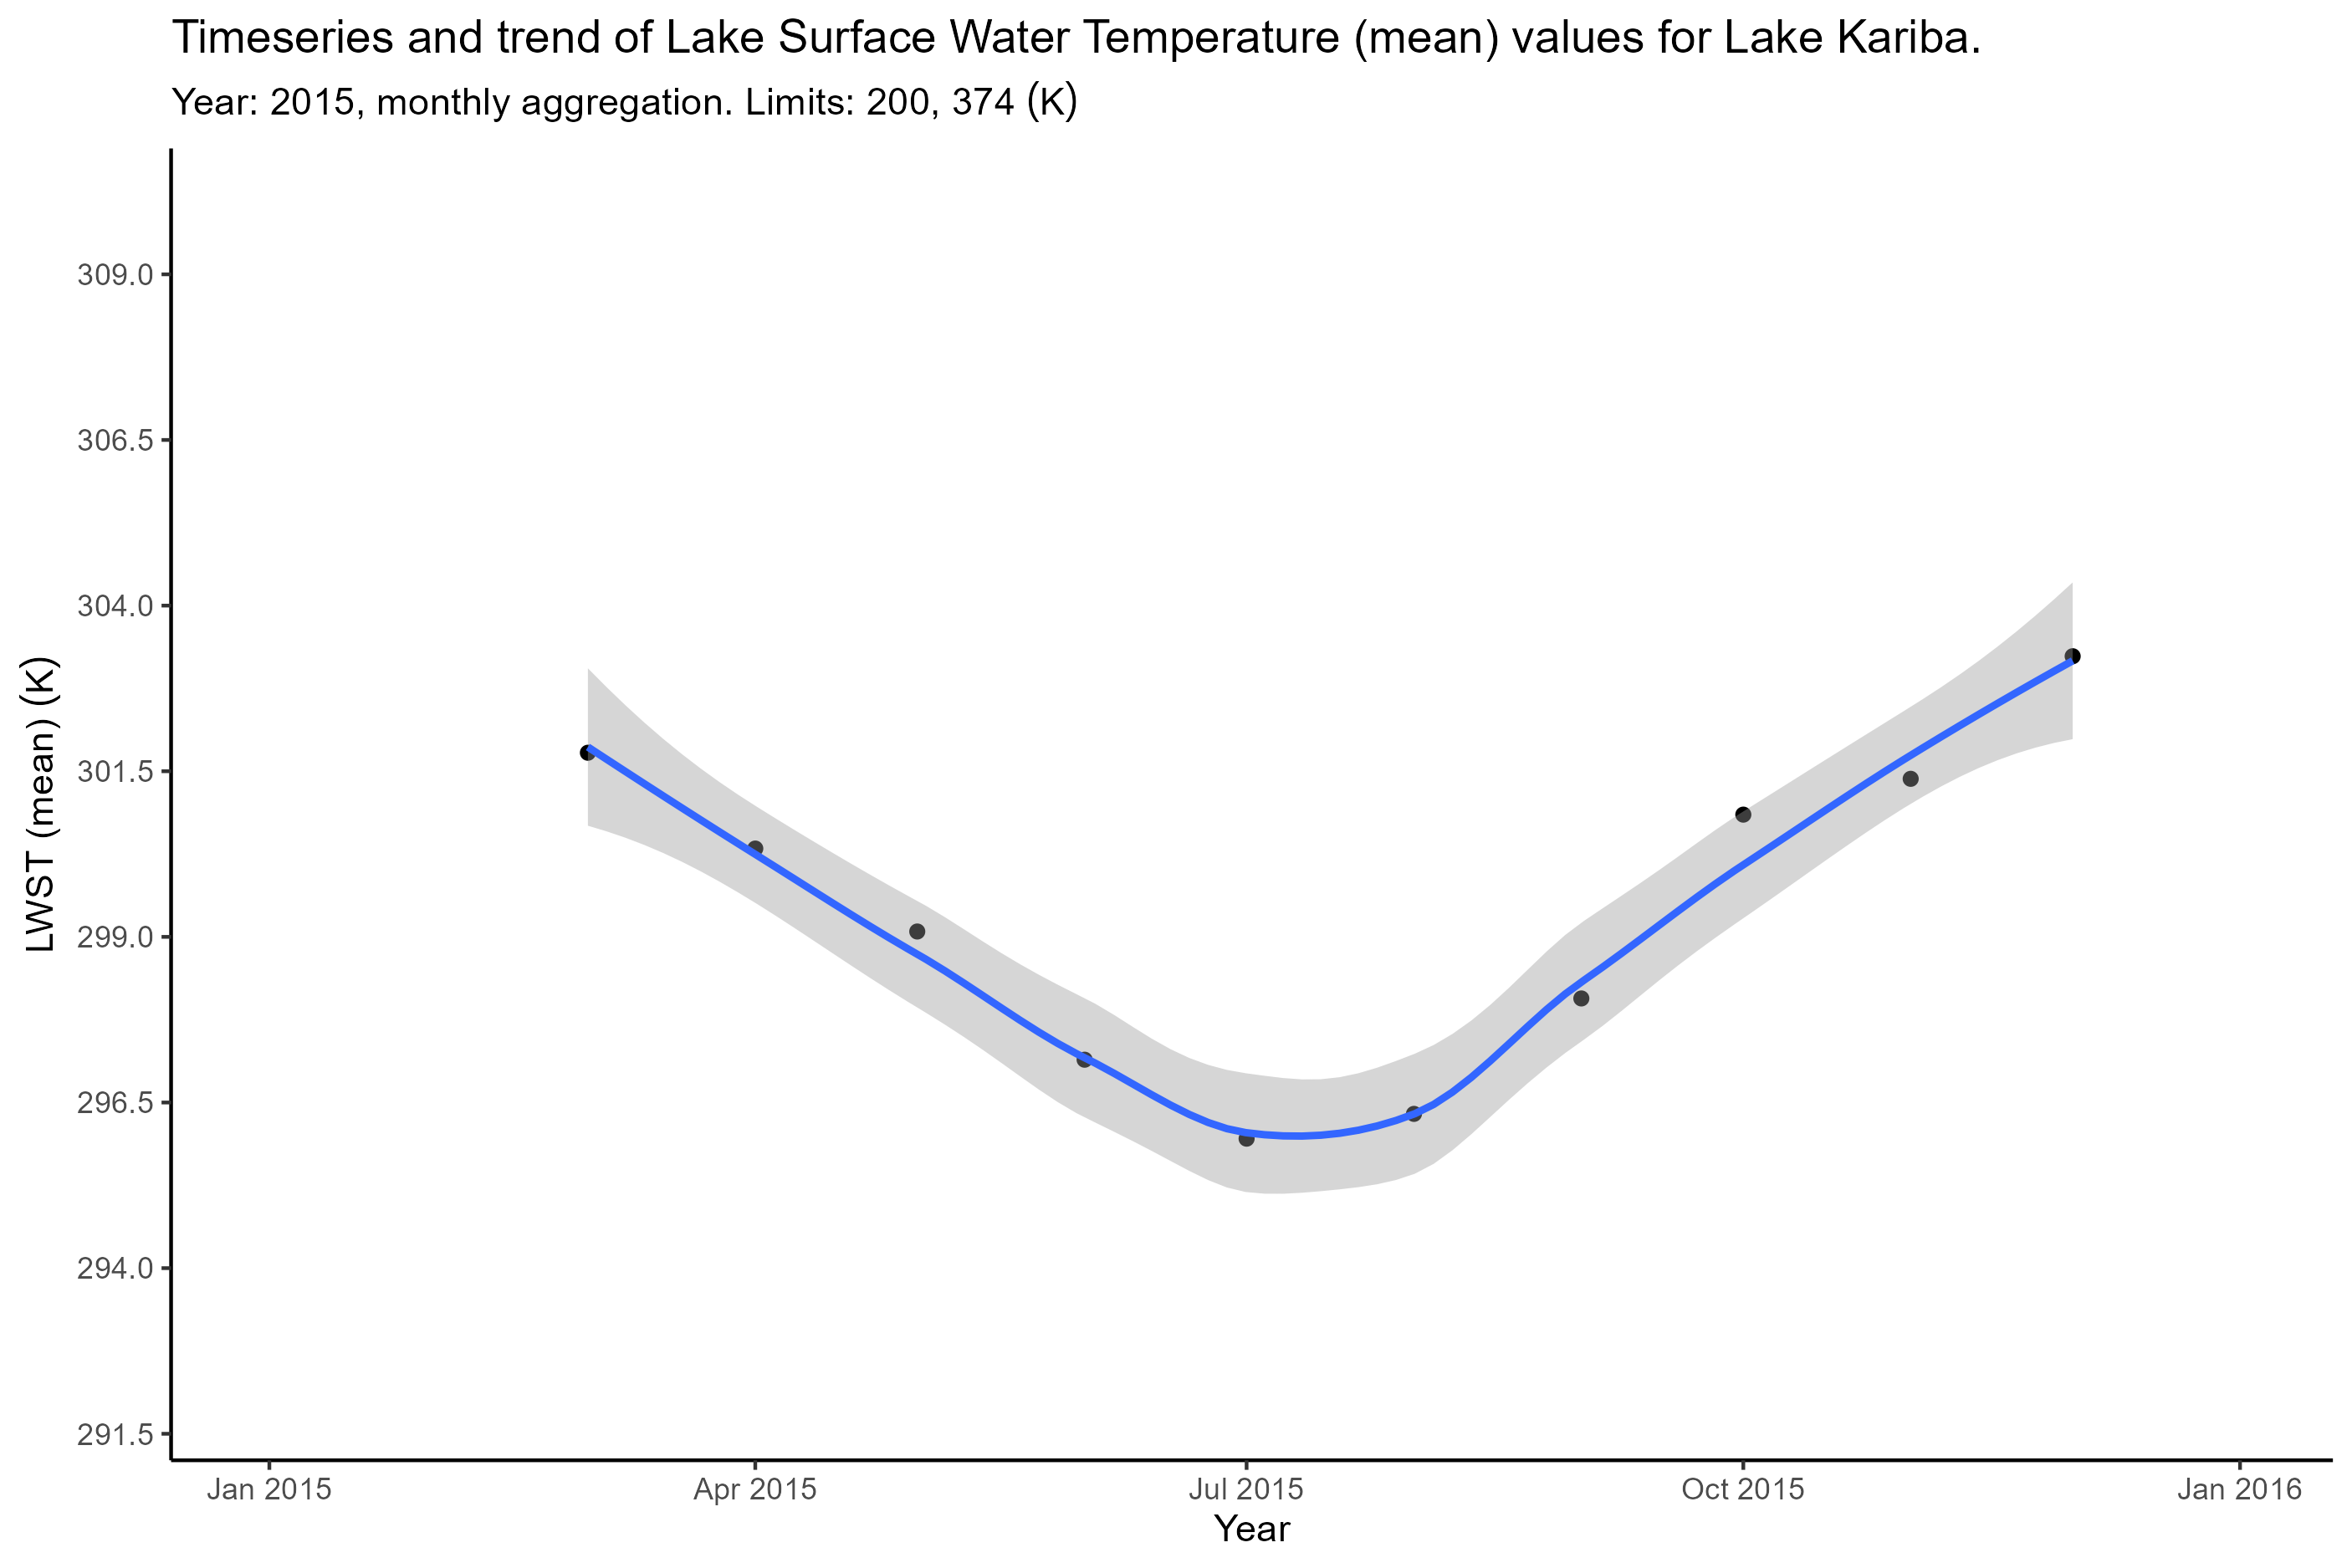 Timeseries and trend of Lake Surface Water Temperature (mean) values for Lake Kariba.
Year: 2015, monthly aggregation. Limits: 200, 374 (K)
LWST (mean) (K)
309.0
306.5
304.0
301.5
299.0
296.5
294.0
291.5
Jan 2015 Apr 2015 Jul 2015 Oct 2015 Jan 2016
Year